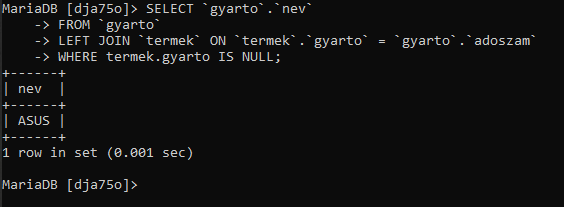 MariaDB [dja75o]> SELECT `gyarto`.`nev`
    -> FROM `gyarto`
    -> LEFT JOIN `termek` ON `termek`.`gyarto` = `gyarto`.`adoszam`
    -> WHERE termek.gyarto IS NULL;
+------+
| nev  |
+------+
| ASUS |
+------+
1 row in set (0.001 sec)
MariaDB [dja75o]>